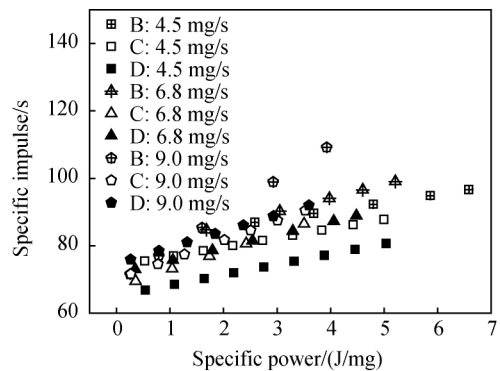 140
120
100
80
60
Specific impulse/s
B: 4.5 mg/s
C: 4.5 mg/s
D: 4.5 mg/s
B: 6.8 mg/s
C: 6.8 mg/s
D: 6.8 mg/s
B: 9.0 mg/s
C: 9.0 mg/s
D: 9.0 mg/s
0 1 2 3 4 5 6 7
Specific power/(J/mg)